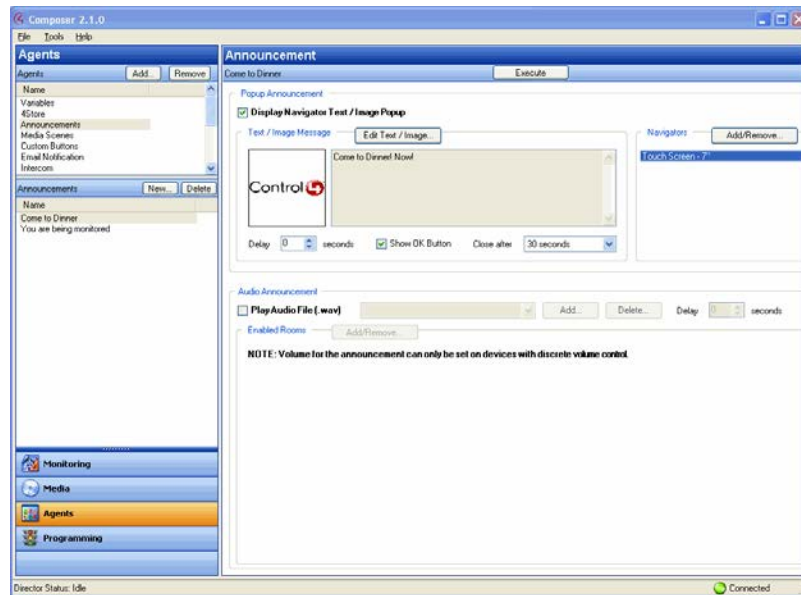 Composer 2.1.0
File Tools Help
Agents
Agents Add... Remove
Name
Variables
4Store
Announcements
Media Scenes
Custom Buttons
Email Notification
Intercom
Announcements New... Delete
Name
Come to Dinner
You are being monitored
Monitoring
Media
Agents
Programming
Announcement
Come to Dinner Execute
Popup Announcement
Display Navigator Text / Image Popup
Text / Image Message Edit Text / Image...
Control4
Come to Dinner! Now!
Delay 0 seconds Show OK Button Close after 30 seconds
Navigators Add/Remove...
Touch Screen - 7"
Audio Announcement
Play Audio File (.wav) Add... Delete... Delay 0 seconds
Enabled Rooms Add/Remove...
NOTE: Volume for the announcement can only be set on devices with discrete volume control.
Director Status: Idle Connected